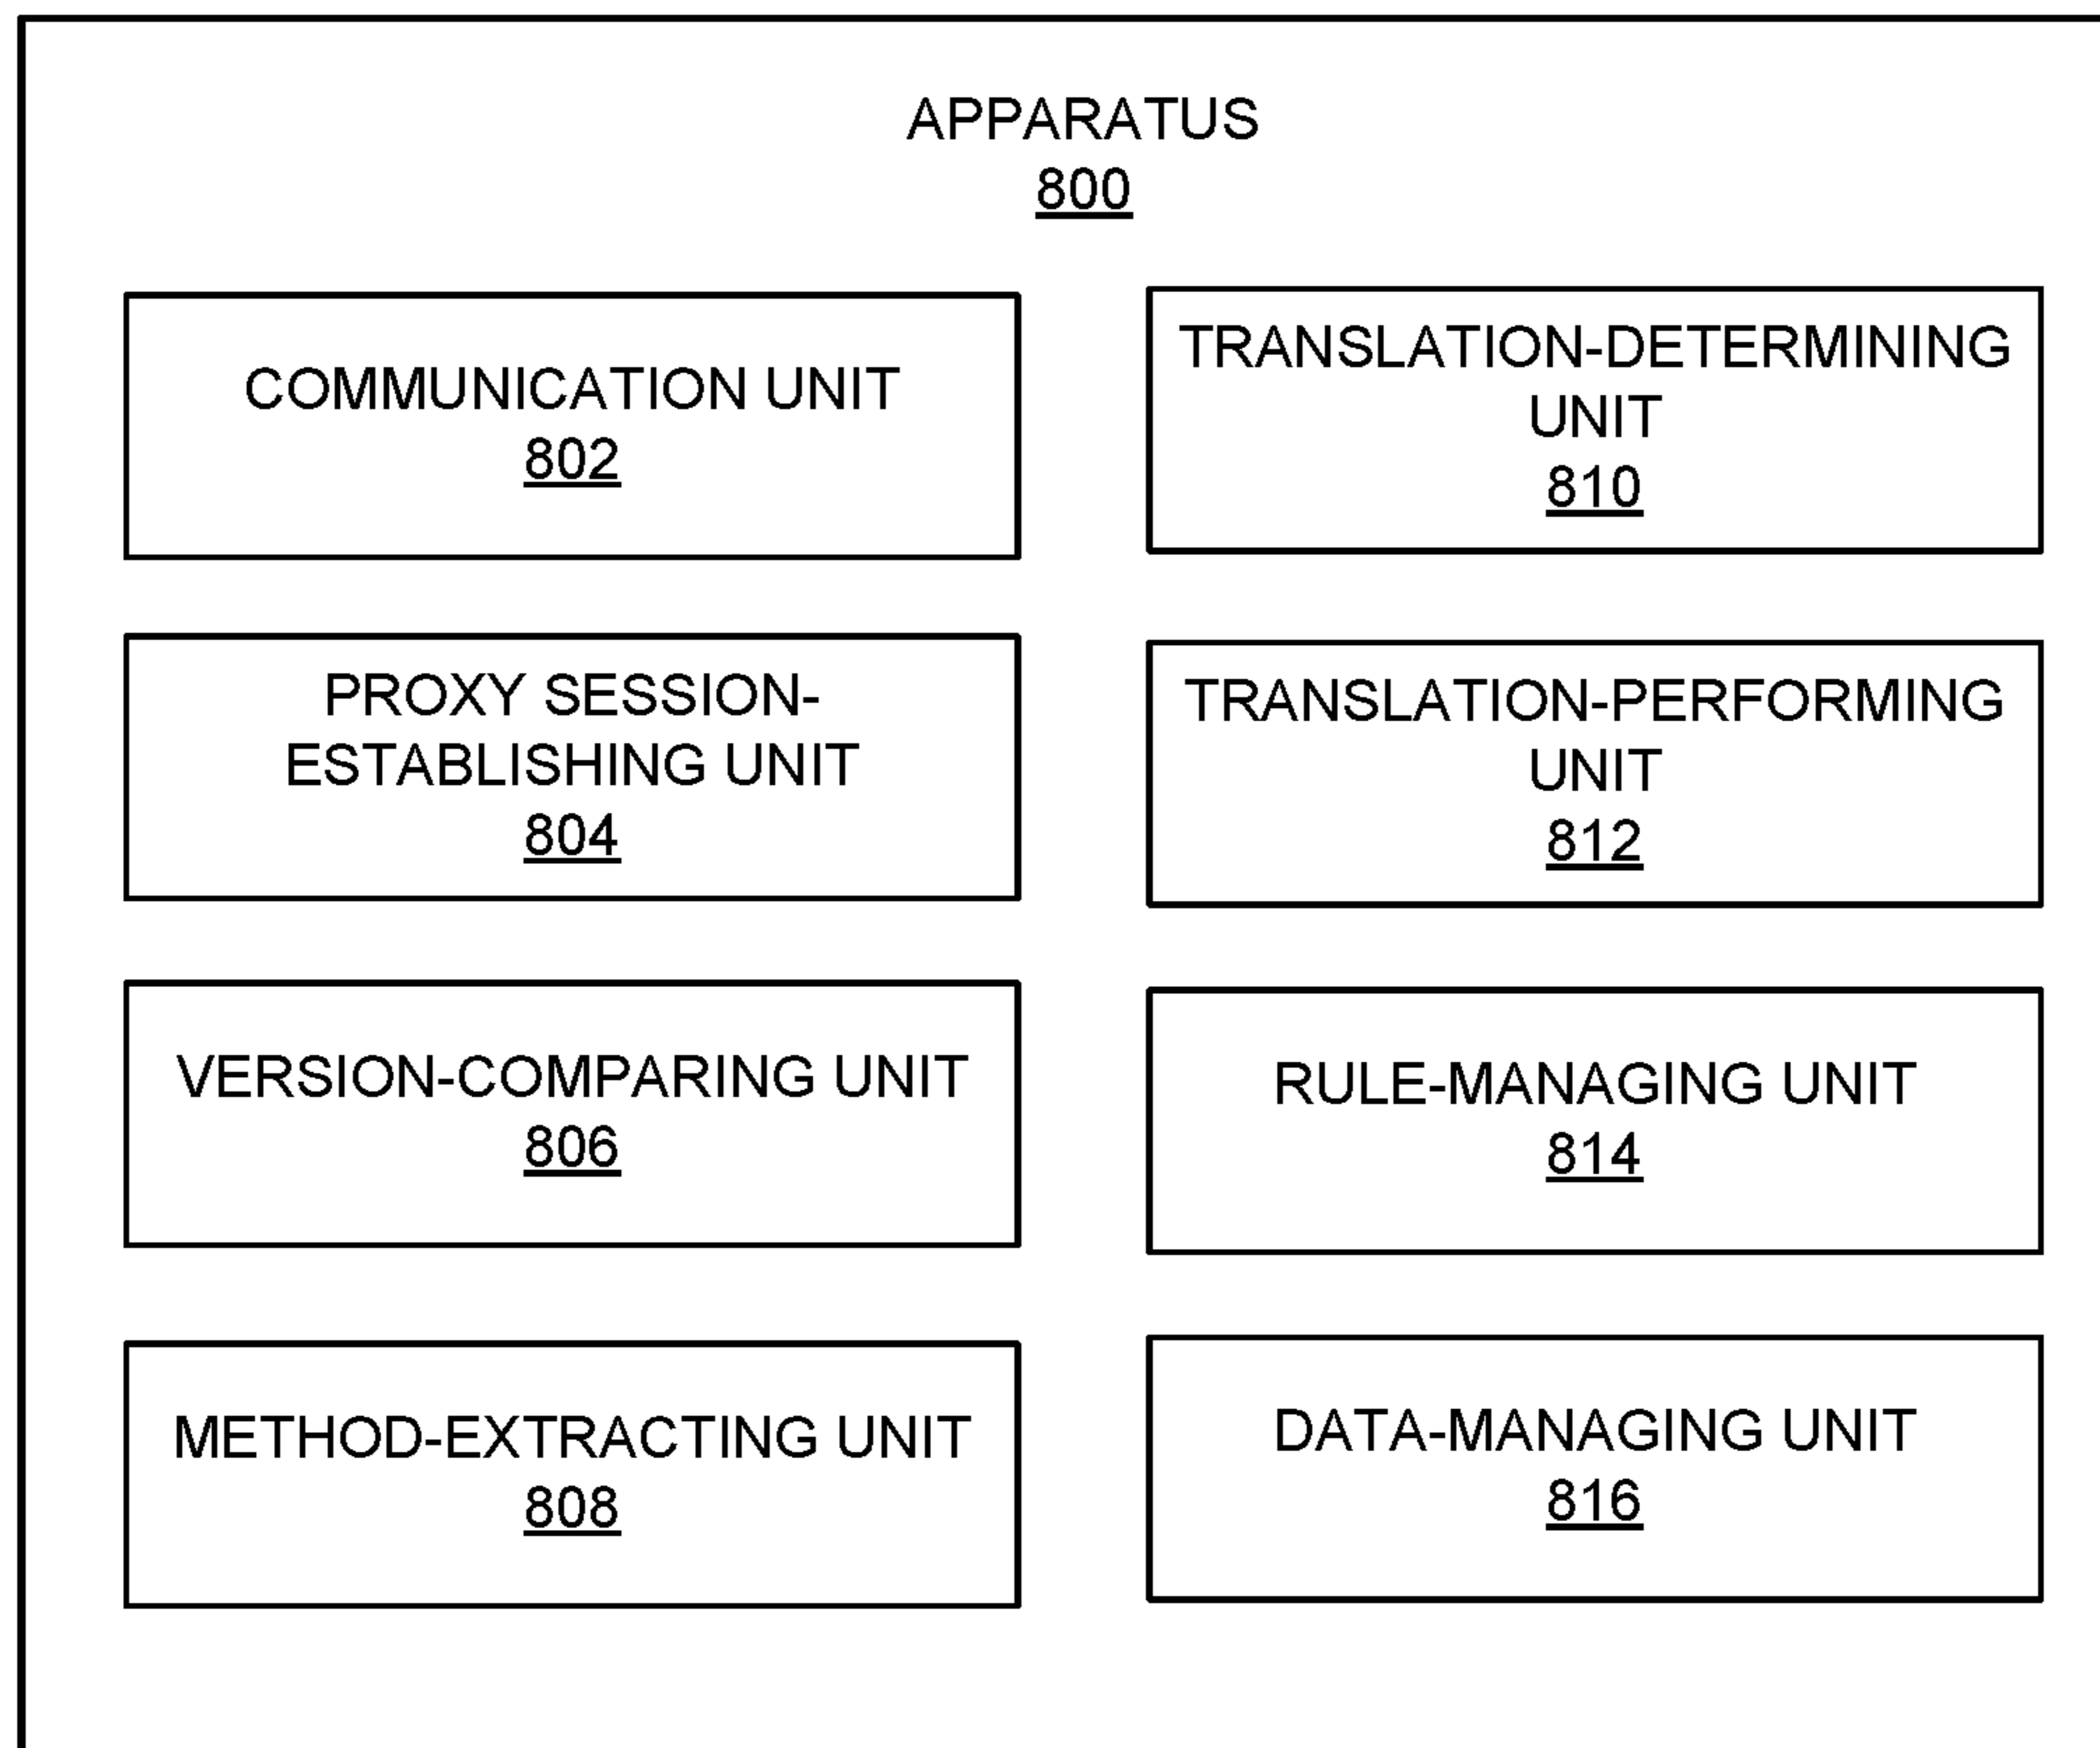 APPARATUS
800
COMMUNICATION UNIT
802
PROXY SESSION-
ESTABLISHING UNIT
804
VERSION-COMPARING UNIT
806
METHOD-EXTRACTING UNIT
808
TRANSLATION-DETERMINING
UNIT
810
TRANSLATION-PERFORMING
UNIT
812
RULE-MANAGING UNIT
814
DATA-MANAGING UNIT
816